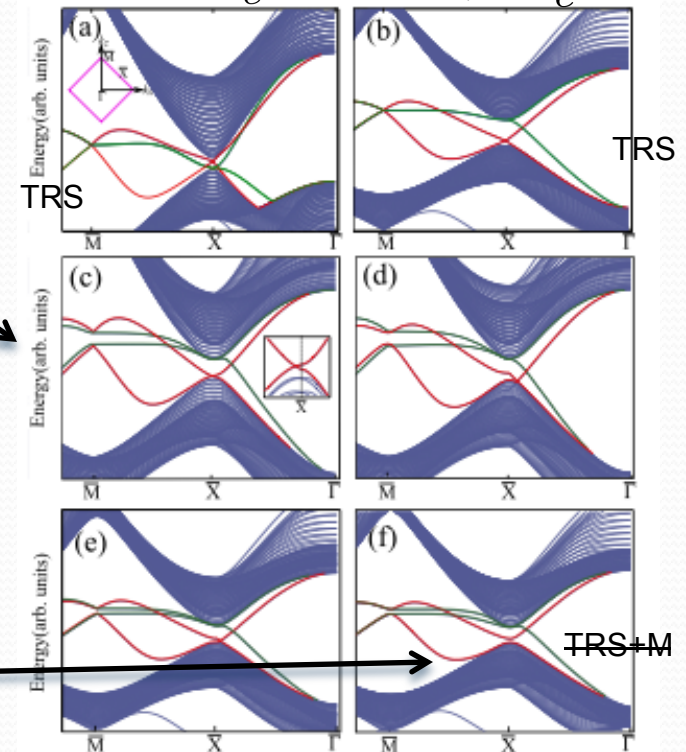 (a)
(b)
Energy(arb. units)
M̅
X̅
Γ
TRS
TRS
M̅
X̅
Γ̅
M̅
X̅
Γ̅
(c)
(d)
Energy(arb. units)
X̅
M̅
X̅
Γ̅
M̅
X̅
Γ̅
(e)
(f)
Energy(arb. units)
TRS+M
M̅
X̅
Γ̅
M̅
X̅
Γ̅